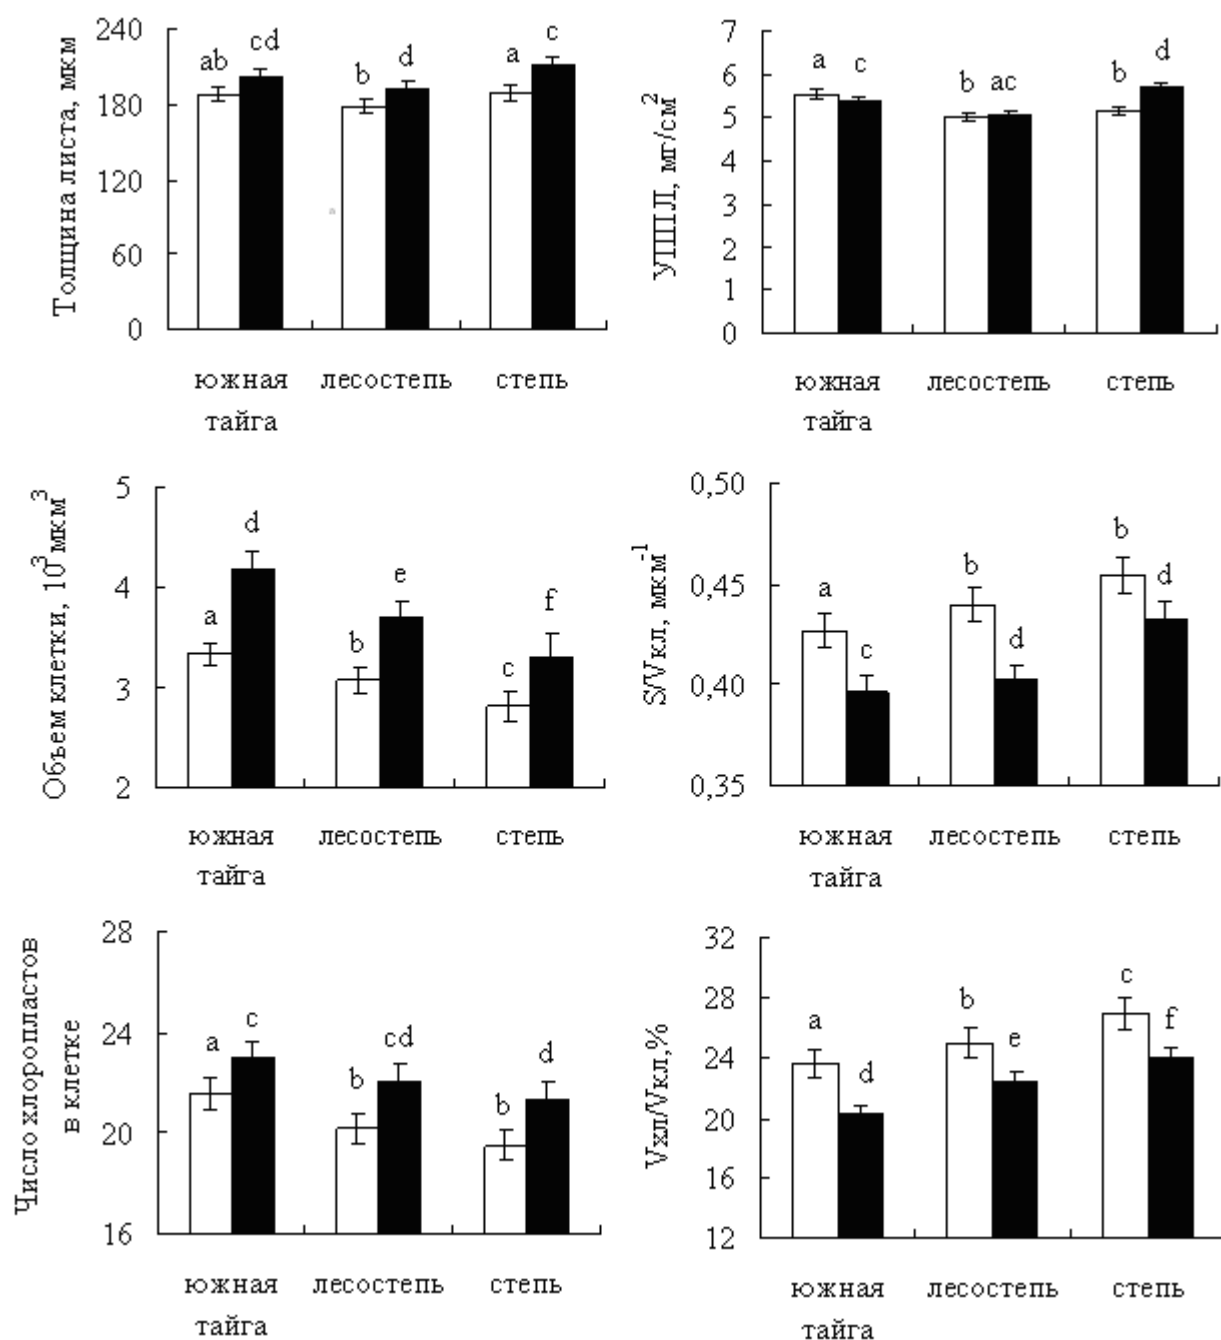 Толщина листа, мкм
240
180
120
60
0
ab
cd
b
d
a
c
южная
тайга
лесостепь
степь
УППЛ, мг/см²
7
6
5
4
3
2
1
0
a
c
b
ac
b
d
южная
тайга
лесостепь
степь
Объем клетки, 10³ мкм³
5
4
3
2
a
d
b
e
c
f
южная
тайга
лесостепь
степь
S/Vкл, мкм⁻¹
0,50
0,45
0,40
0,35
a
c
b
d
b
d
южная
тайга
лесостепь
степь
Число хлоропластов
в клетке
28
24
20
16
a
c
b
cd
b
d
южная
тайга
лесостепь
степь
Vхл/Vкл,%
32
28
24
20
16
12
a
d
b
e
c
f
южная
тайга
лесостепь
степь